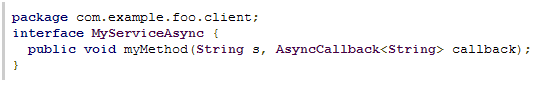 package com.example.foo.client;
interface MyServiceAsync {
  public void myMethod(String s, AsyncCallback<String> callback);
}